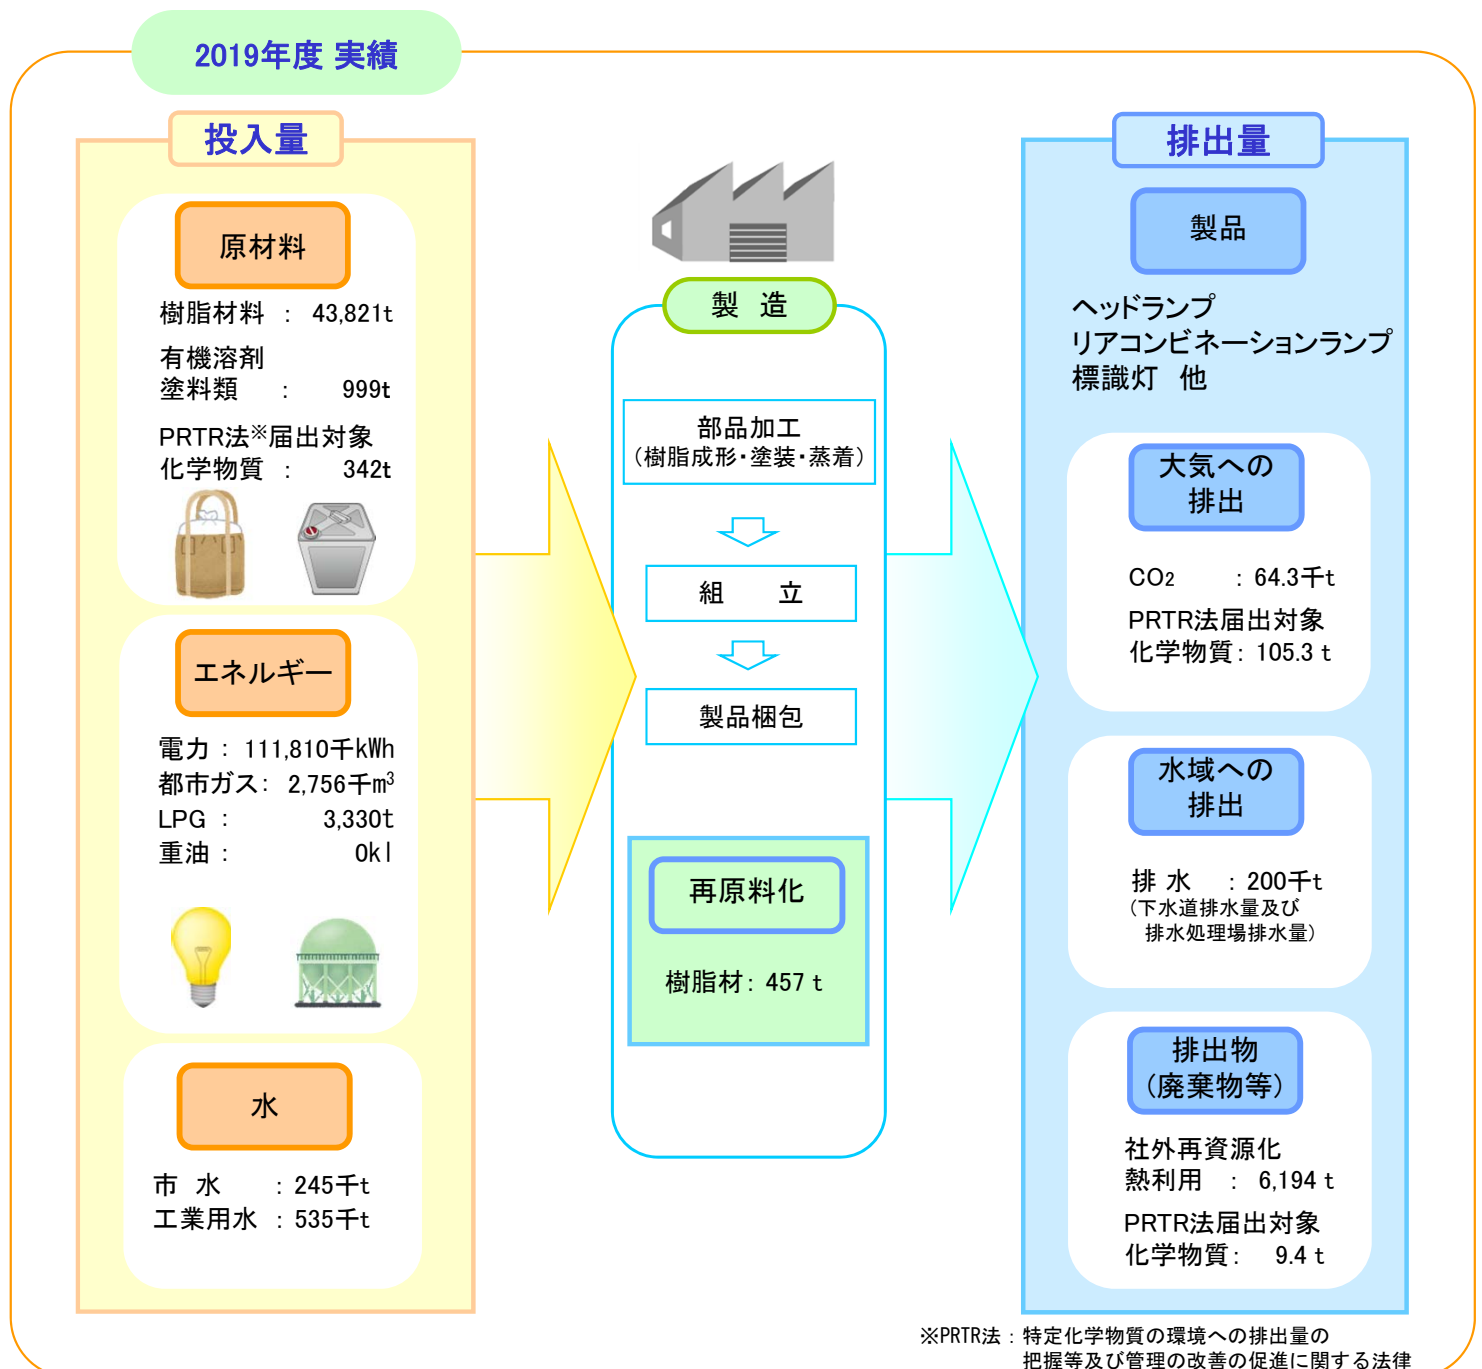 2019年度 実績
投入量
原材料
樹脂材料 : 43,821t
有機溶剤
塗料類 : 999t
PRTR法※届出対象
化学物質 : 342t
エネルギー
電力 : 111,810千kWh
都市ガス: 2,756千m³
LPG : 3,330t
重油 : 0kl
水
市 水 : 245千t
工業用水 : 535千t
製 造
部品加工
(樹脂成形・塗装・蒸着)
組 立
製品梱包
再原料化
樹脂材: 457 t
排出量
製品
ヘッドランプ
リアコンビネーションランプ
標識灯 他
大気への
排出
CO₂ : 64.3千t
PRTR法届出対象
化学物質: 105.3 t
水域への
排出
排 水 : 200千t
(下水道排水量及び
排水処理場排水量)
排出物
(廃棄物等)
社外再資源化
熱利用 : 6,194 t
PRTR法届出対象
化学物質: 9.4 t
※PRTR法 : 特定化学物質の環境への排出量の
把握等及び管理の改善の促進に関する法律